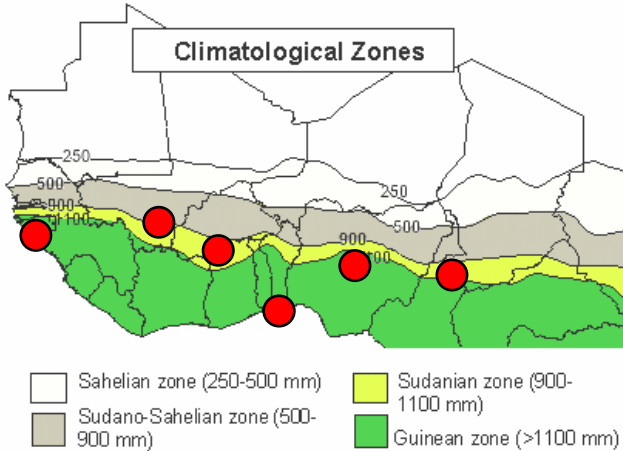 Climatological Zones
250
500
900
1100
250
500
900
Sahelian zone (250-500 mm)
Sudano-Sahelian zone (500-
900 mm)
Sudanian zone (900-
1100 mm)
Guinean zone (>1100 mm)